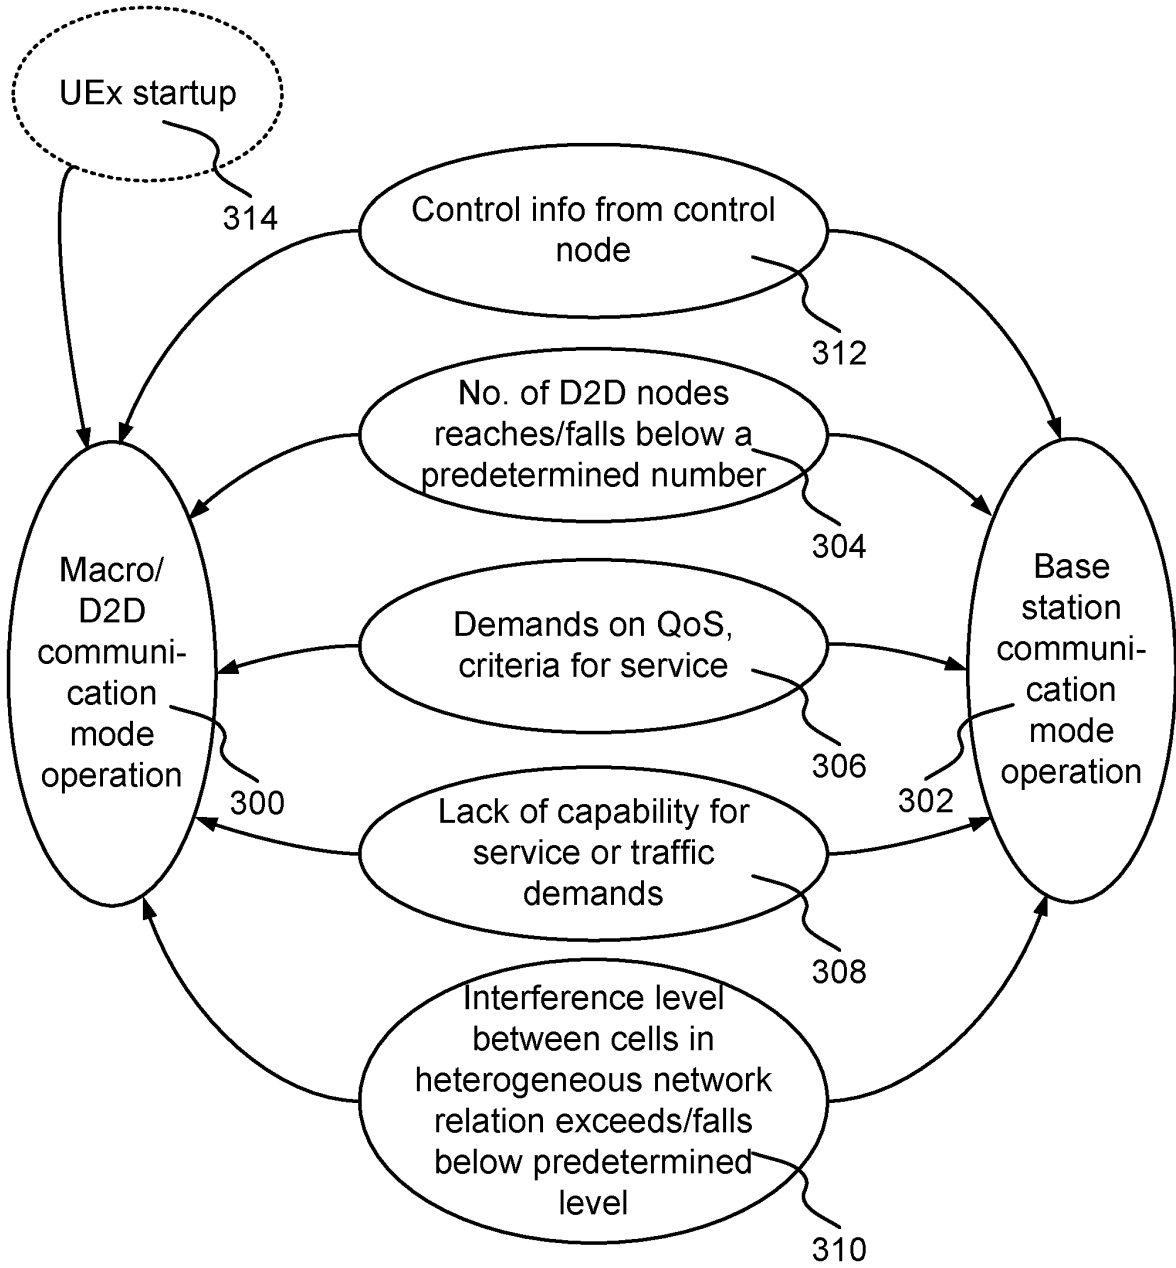 UEx startup
314
Control info from control
node
312
No. of D2D nodes
reaches/falls below a
predetermined number
304
Macro/
D2D
communi-
cation
mode
operation
300
Demands on QoS,
criteria for service
306
Base
station
communi-
cation
mode
operation
302
Lack of capability for
service or traffic
demands
308
Interference level
between cells in
heterogeneous network
relation exceeds/falls
below predetermined
level
310